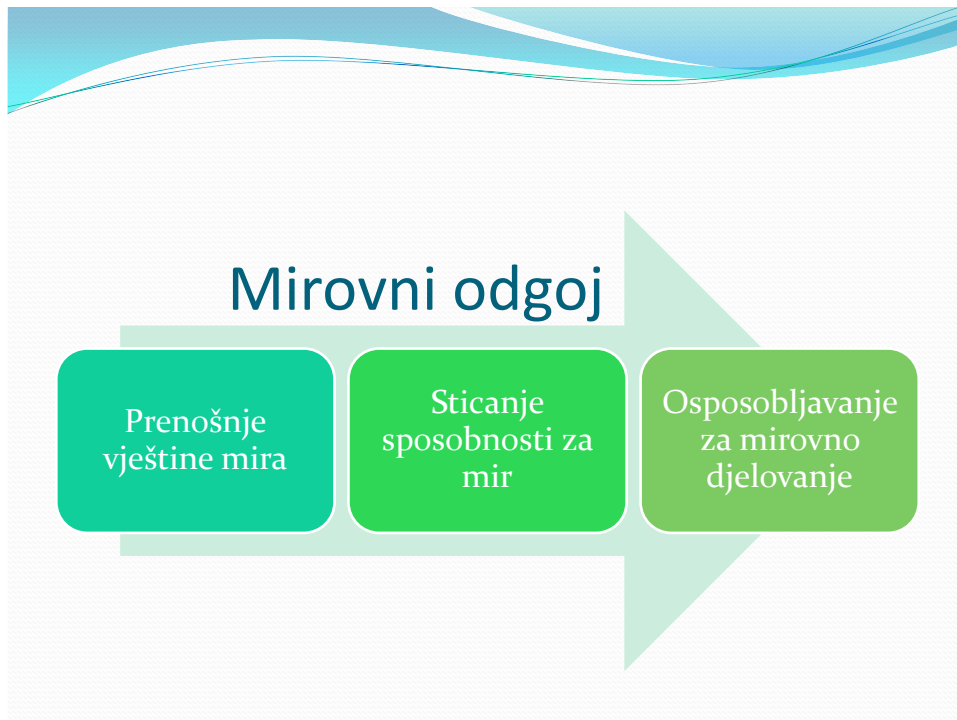 Mirovni odgoj
Prenošnje
vještine mira
Sticanje
sposobnosti za
mir
Osposobljavanje
za mirovno
djelovanje